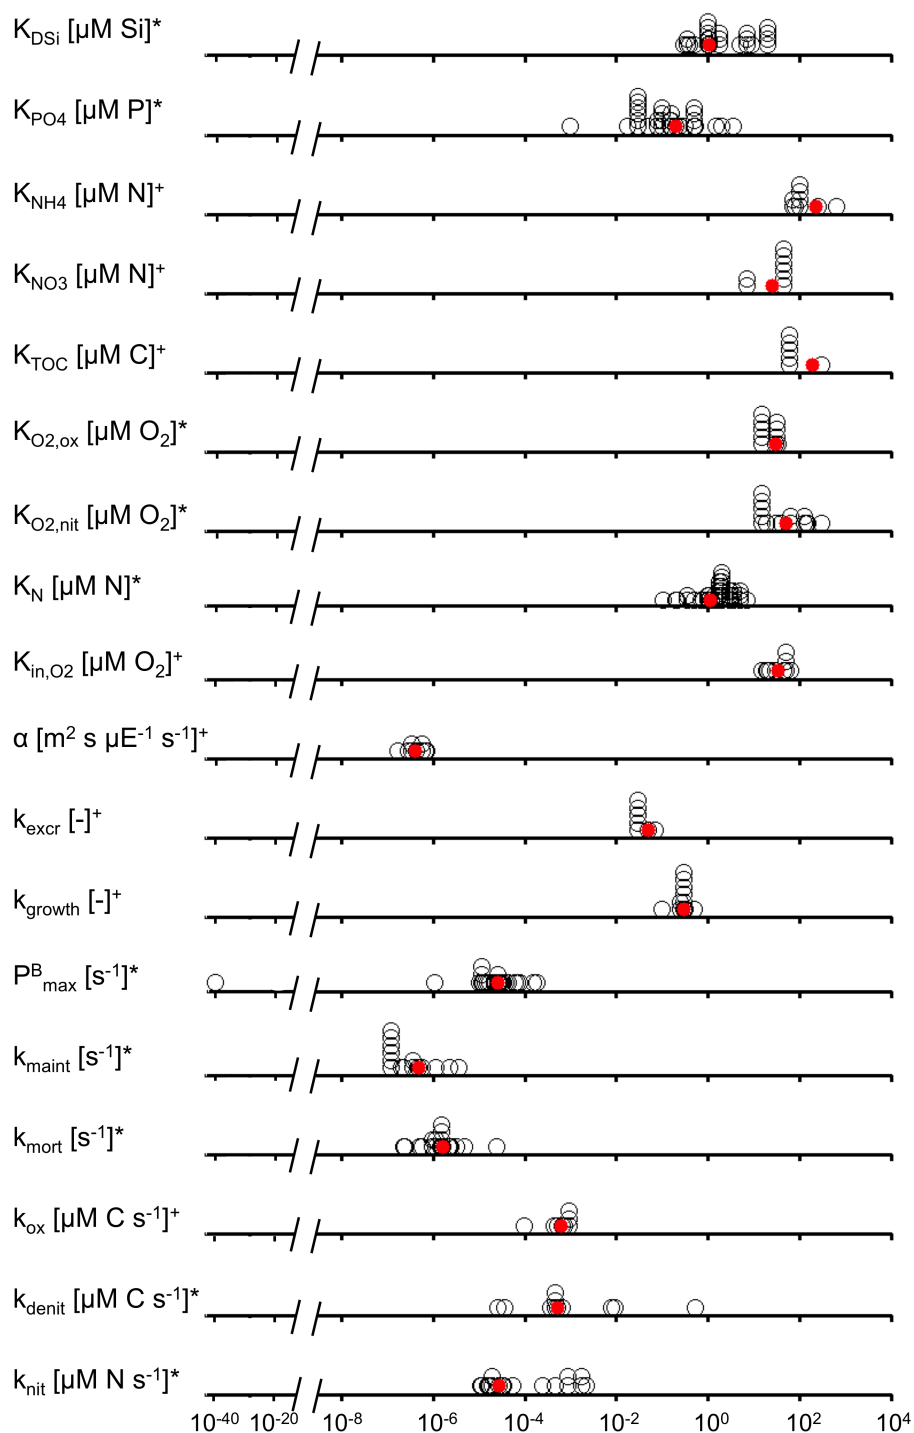 K_DSi [µM Si]*
K_PO4 [µM P]*
K_NH4 [µM N]⁺
K_NO3 [µM N]⁺
K_TOC [µM C]⁺
K_O2,ox [µM O₂]*
K_O2,nit [µM O₂]*
K_N [µM N]*
K_in,O2 [µM O₂]⁺
α [m² s µE⁻¹ s⁻¹]⁺
k_excr [-]⁺
k_growth [-]⁺
P^B_max [s⁻¹]*
k_maint [s⁻¹]*
k_mort [s⁻¹]*
k_ox [µM C s⁻¹]⁺
k_denit [µM C s⁻¹]*
k_nit [µM N s⁻¹]*
10⁻⁴⁰ 10⁻²⁰ 10⁻⁸ 10⁻⁶ 10⁻⁴ 10⁻² 10⁰ 10² 10⁴